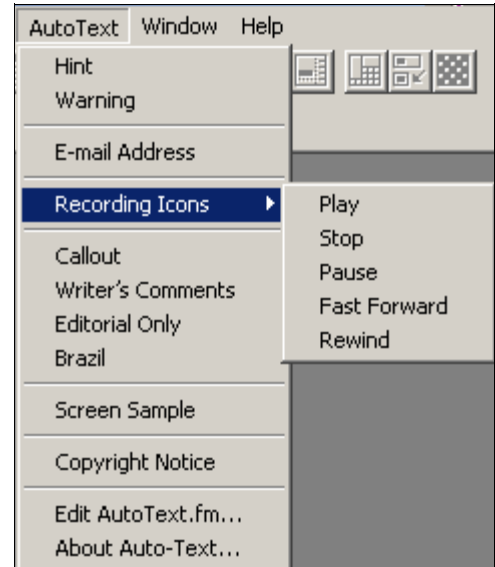 AutoText Window Help
Hint
Warning
E-mail Address
Recording Icons
Play
Stop
Pause
Fast Forward
Rewind
Callout
Writer's Comments
Editorial Only
Brazil
Screen Sample
Copyright Notice
Edit AutoText.fm...
About Auto-Text...